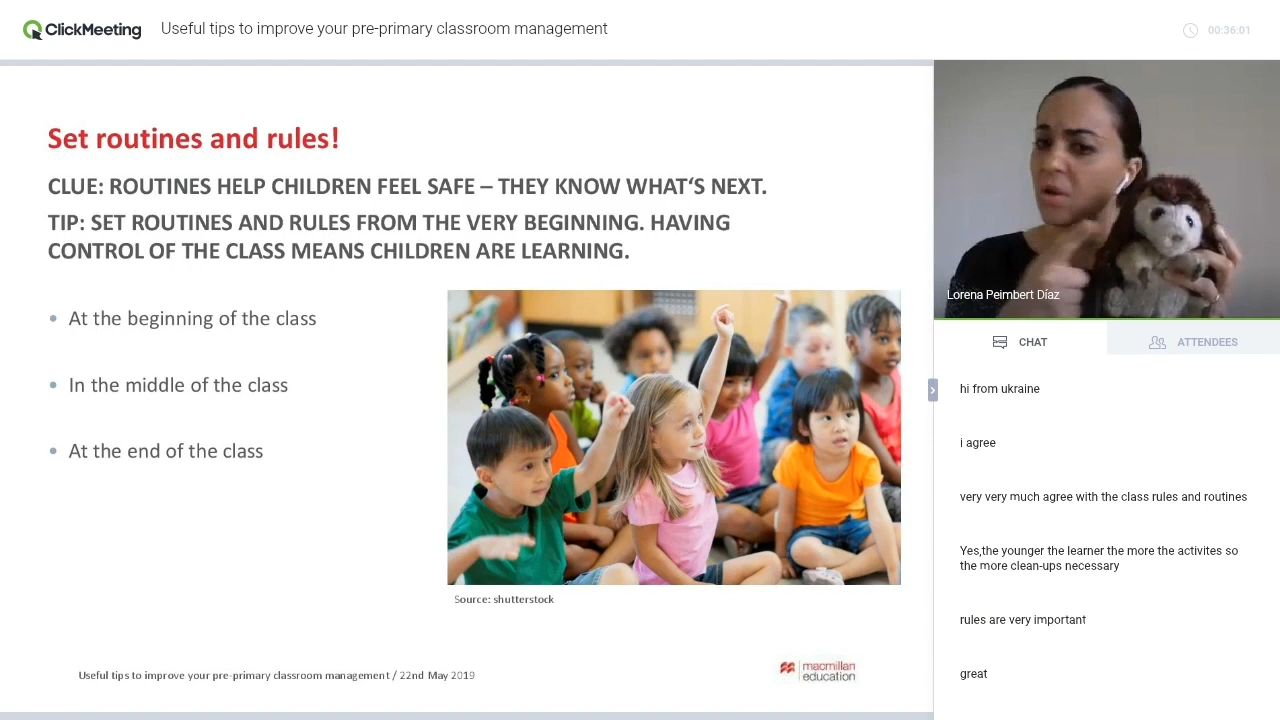 ClickMeeting
Useful tips to improve your pre-primary classroom management
00:36:01
Set routines and rules!
CLUE: ROUTINES HELP CHILDREN FEEL SAFE – THEY KNOW WHAT‘S NEXT.
TIP: SET ROUTINES AND RULES FROM THE VERY BEGINNING. HAVING
CONTROL OF THE CLASS MEANS CHILDREN ARE LEARNING.
• At the beginning of the class
• In the middle of the class
• At the end of the class
Source: shutterstock
Useful tips to improve your pre-primary classroom management / 22nd May 2019
macmillan
education
Lorena Peimbert Díaz
CHAT
ATTENDEES
hi from ukraine
i agree
very very much agree with the class rules and routines
Yes,the younger the learner the more the activites so
the more clean-ups necessary
rules are very important
great